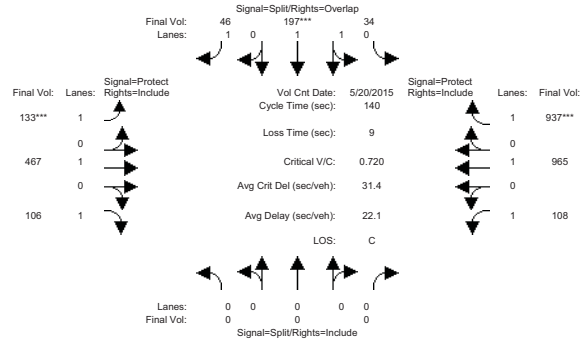 Signal=Split/Rights=Overlap
Final Vol: 46 197*** 34
Lanes: 1 0 1 1 0
Signal=Protect Signal=Protect
Final Vol: Lanes: Rights=Include Vol Cnt Date: 5/20/2015 Rights=Include Lanes: Final Vol:
Cycle Time (sec): 140
133*** 1 1 937***
0 Loss Time (sec): 9 0
467 1 Critical V/C: 0.720 1 965
0 Avg Crit Del (sec/veh): 31.4 0
106 1 Avg Delay (sec/veh): 22.1 1 108
LOS: C
Lanes: 0 0 0 0 0
Final Vol: 0 0 0
Signal=Split/Rights=Include